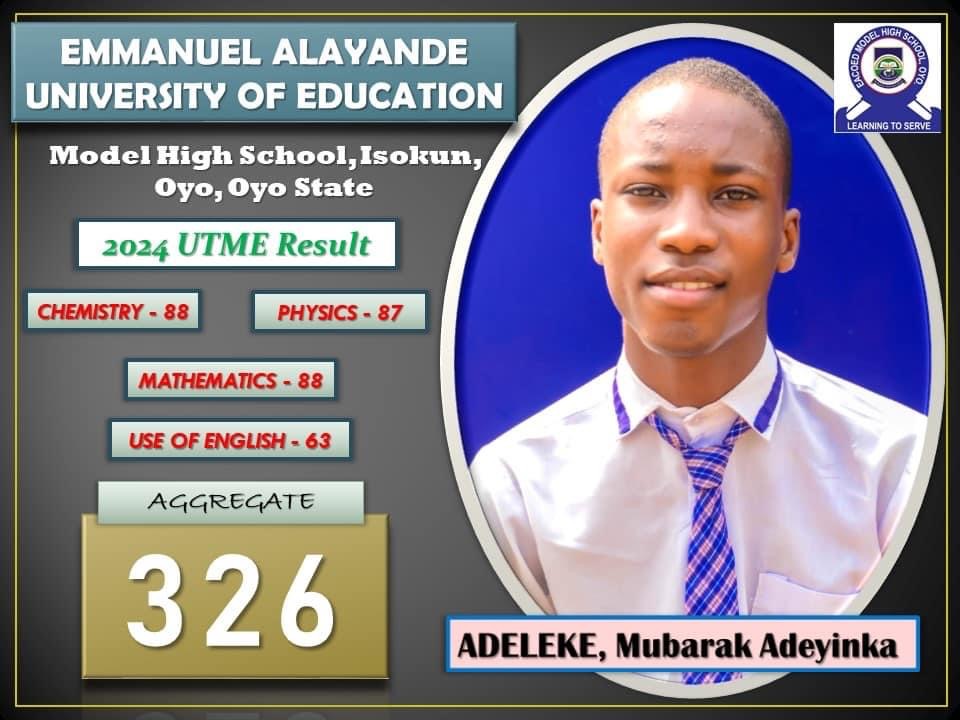 EMMANUEL ALAYANDE
UNIVERSITY OF EDUCATION
Model High School, Isokun,
Oyo, Oyo State
2024 UTME Result
CHEMISTRY - 88
PHYSICS - 87
MATHEMATICS - 88
USE OF ENGLISH - 63
AGGREGATE
326
EACOED MODEL HIGH SCHOOL, OYO
LEARNING TO SERVE
ADELEKE, Mubarak Adeyinka